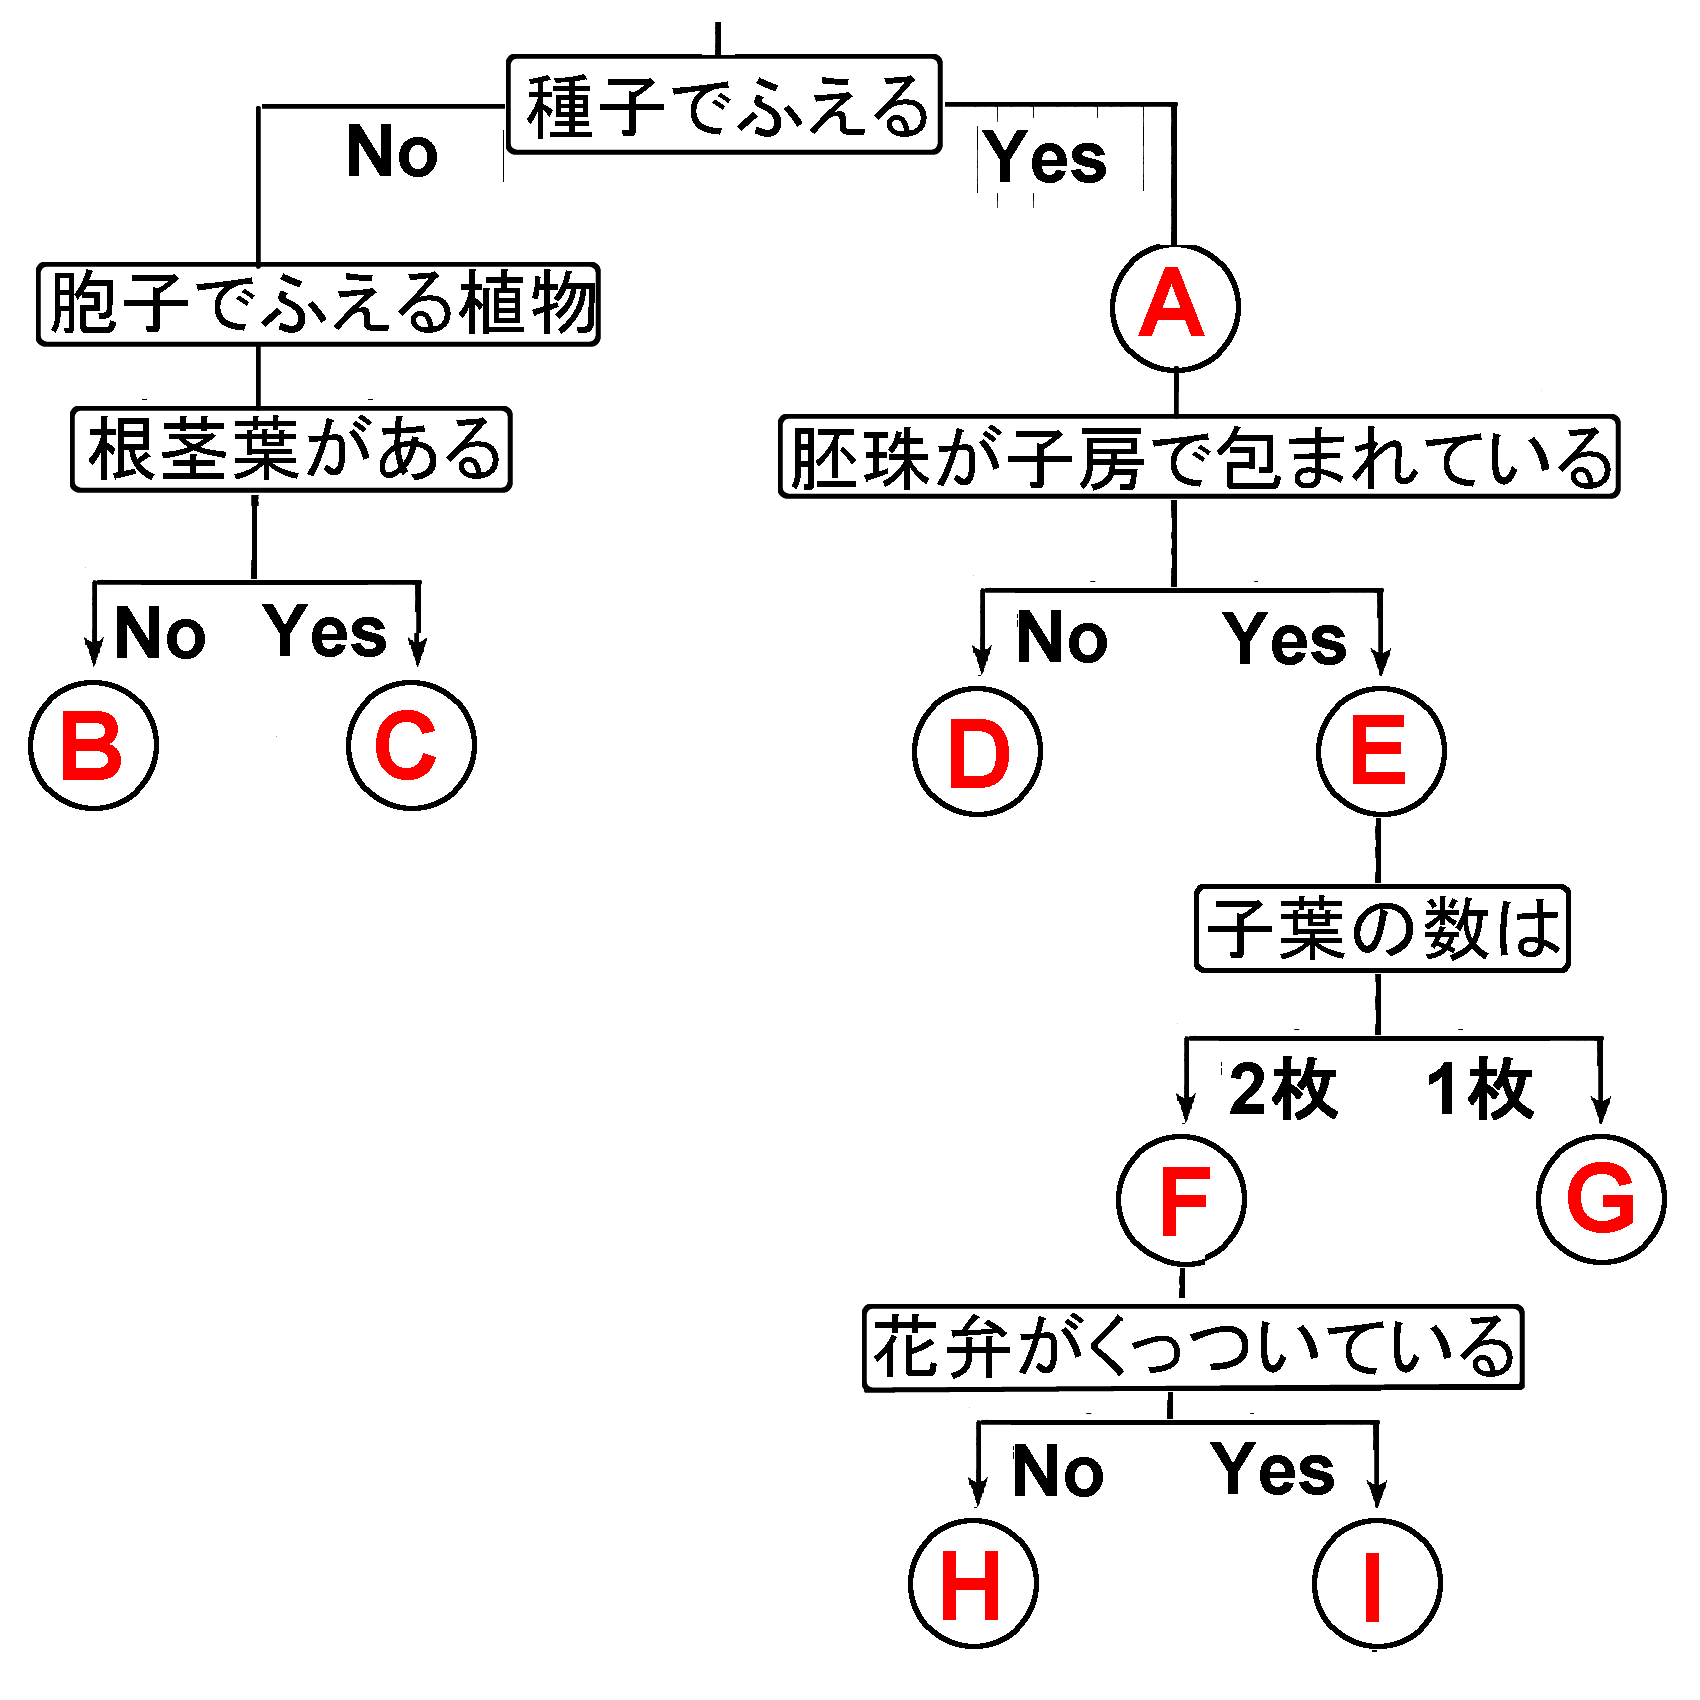 種子でふえる
No
Yes
胞子でふえる植物
A
根茎葉がある
胚珠が子房で包まれている
No
Yes
No
Yes
B
C
D
E
子葉の数は
2枚
1枚
F
G
花弁がくっついている
No
Yes
H
I